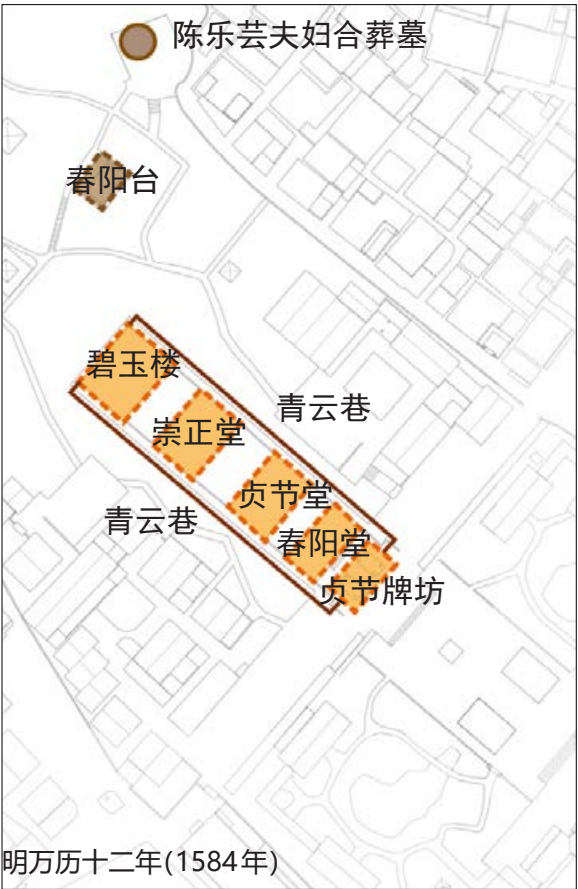 陈乐芸夫妇合葬墓
春阳台
碧玉楼
青云巷
崇正堂
贞节堂
青云巷
春阳堂
贞节牌坊
明万历十二年(1584年)